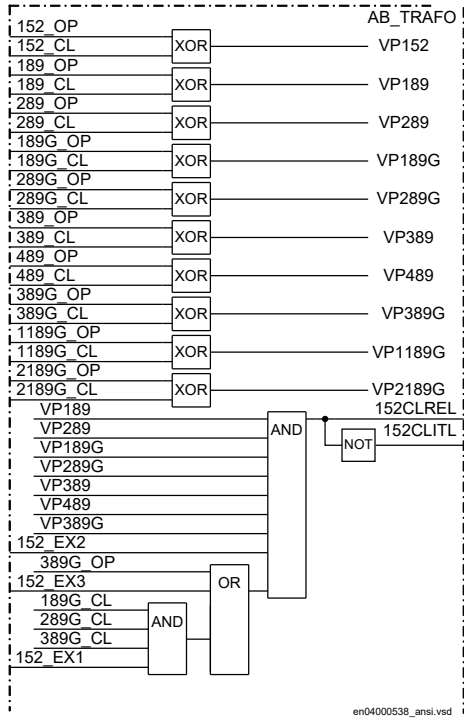 AB_TRAFO
152_OP
152_CL XOR VP152
189_OP
189_CL XOR VP189
289_OP
289_CL XOR VP289
189G_OP
189G_CL XOR VP189G
289G_OP
289G_CL XOR VP289G
389_OP
389_CL XOR VP389
489_OP
489_CL XOR VP489
389G_OP
389G_CL XOR VP389G
1189G_OP
1189G_CL XOR VP1189G
2189G_OP
2189G_CL XOR VP2189G
VP189 152CLREL
VP289 AND 152CLITL
VP189G NOT
VP289G
VP389
VP489
VP389G
152_EX2
389G_OP
152_EX3 OR
189G_CL
289G_CL AND
389G_CL
152_EX1
en04000538_ansi.vsd